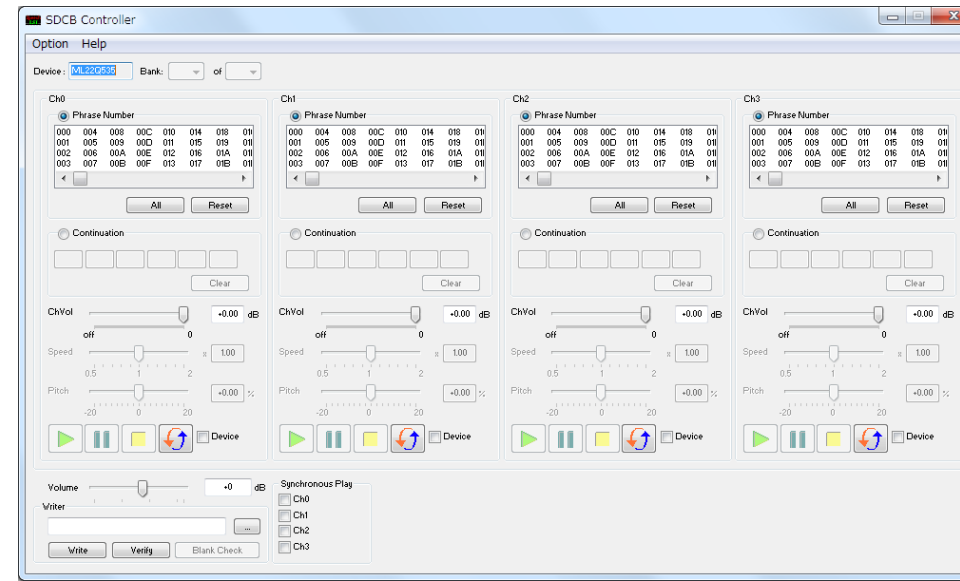 SDCB Controller
Option Help
Device : ML22Q535 Bank: of
Ch0 Ch1 Ch2 Ch3
Phrase Number Phrase Number Phrase Number Phrase Number
000 004 008 00C 010 014 018 000 004 008 00C 010 014 018 000 004 008 00C 010 014 018 000 004 008 00C 010 014 018
001 005 009 00D 011 015 019 001 005 009 00D 011 015 019 001 005 009 00D 011 015 019 001 005 009 00D 011 015 019
002 006 00A 00E 012 016 01A 002 006 00A 00E 012 016 01A 002 006 00A 00E 012 016 01A 002 006 00A 00E 012 016 01A
003 007 00B 00F 013 017 01B 003 007 00B 00F 013 017 01B 003 007 00B 00F 013 017 01B 003 007 00B 00F 013 017 01B
All Reset All Reset All Reset All Reset
Continuation Continuation Continuation Continuation
Clear Clear Clear Clear
ChVol +0.00 dB ChVol +0.00 dB ChVol +0.00 dB ChVol +0.00 dB
off 0 off 0 off 0 off 0
Speed x 1.00 Speed x 1.00 Speed x 1.00 Speed x 1.00
0.5 1 2 0.5 1 2 0.5 1 2 0.5 1 2
Pitch +0.00 % Pitch +0.00 % Pitch +0.00 % Pitch +0.00 %
-20 0 20 -20 0 20 -20 0 20 -20 0 20
Device Device Device Device
Volume +0 dB Synchronous Play
Writer Ch0
... Ch1
Ch2
Write Verify Blank Check Ch3